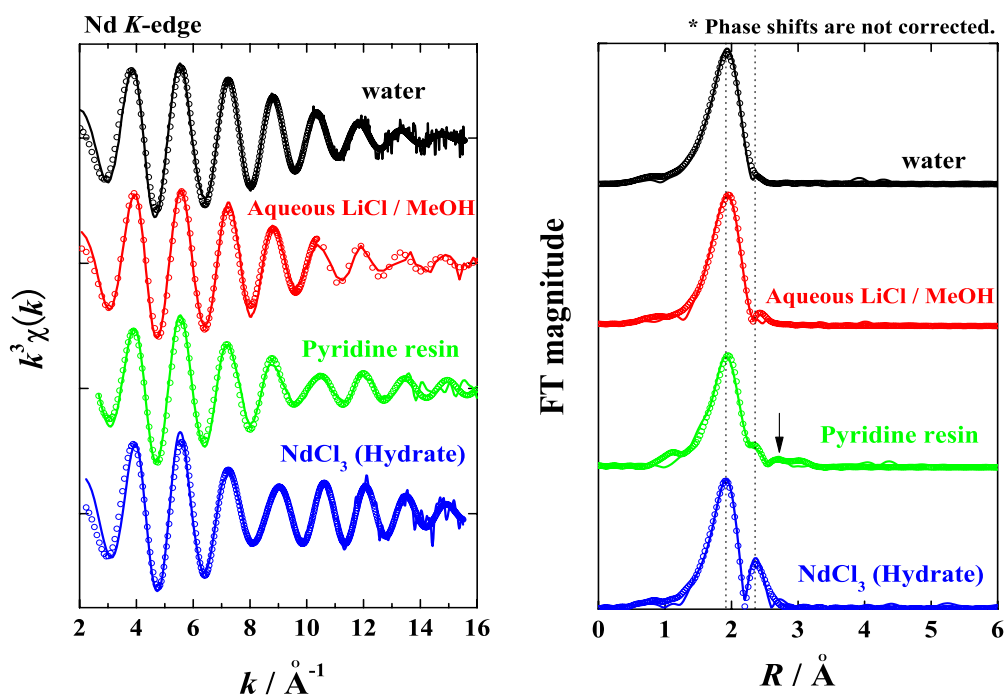 Nd K-edge
* Phase shifts are not corrected.
water
Aqueous LiCl / MeOH
Pyridine resin
NdCl₃ (Hydrate)
k³χ(k)
2 4 6 8 10 12 14 16
k / Å⁻¹
water
Aqueous LiCl / MeOH
Pyridine resin
NdCl₃ (Hydrate)
FT magnitude
0 1 2 3 4 5 6
R / Å